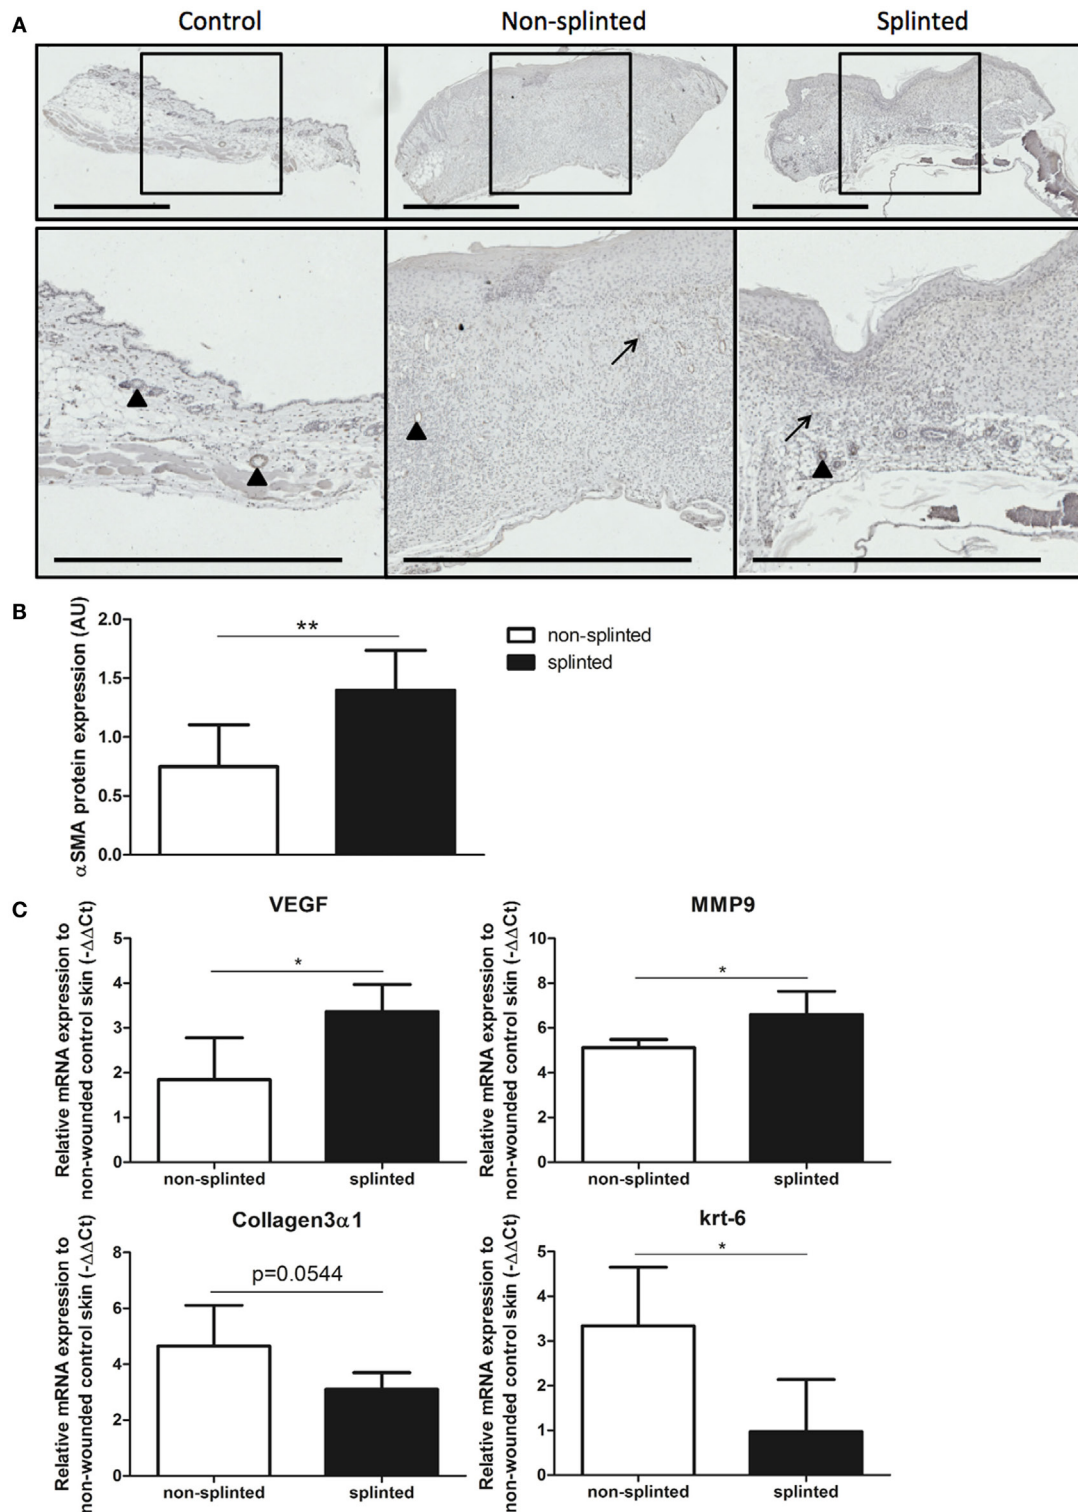 A
Control
Non-splinted
Splinted
B
αSMA protein expression (AU)
2.0
1.5
1.0
0.5
0.0
**
non-splinted
splinted
C
VEGF
Relative mRNA expression to
non-wounded control skin (-ΔΔCt)
5
4
3
2
1
0
*
non-splinted
splinted
MMP9
Relative mRNA expression to
non-wounded control skin (-ΔΔCt)
10
8
6
4
2
0
*
non-splinted
splinted
Collagen3α1
Relative mRNA expression to
non-wounded control skin (-ΔΔCt)
8
6
4
2
0
p=0.0544
non-splinted
splinted
krt-6
Relative mRNA expression to
non-wounded control skin (-ΔΔCt)
5
4
3
2
1
0
*
non-splinted
splinted